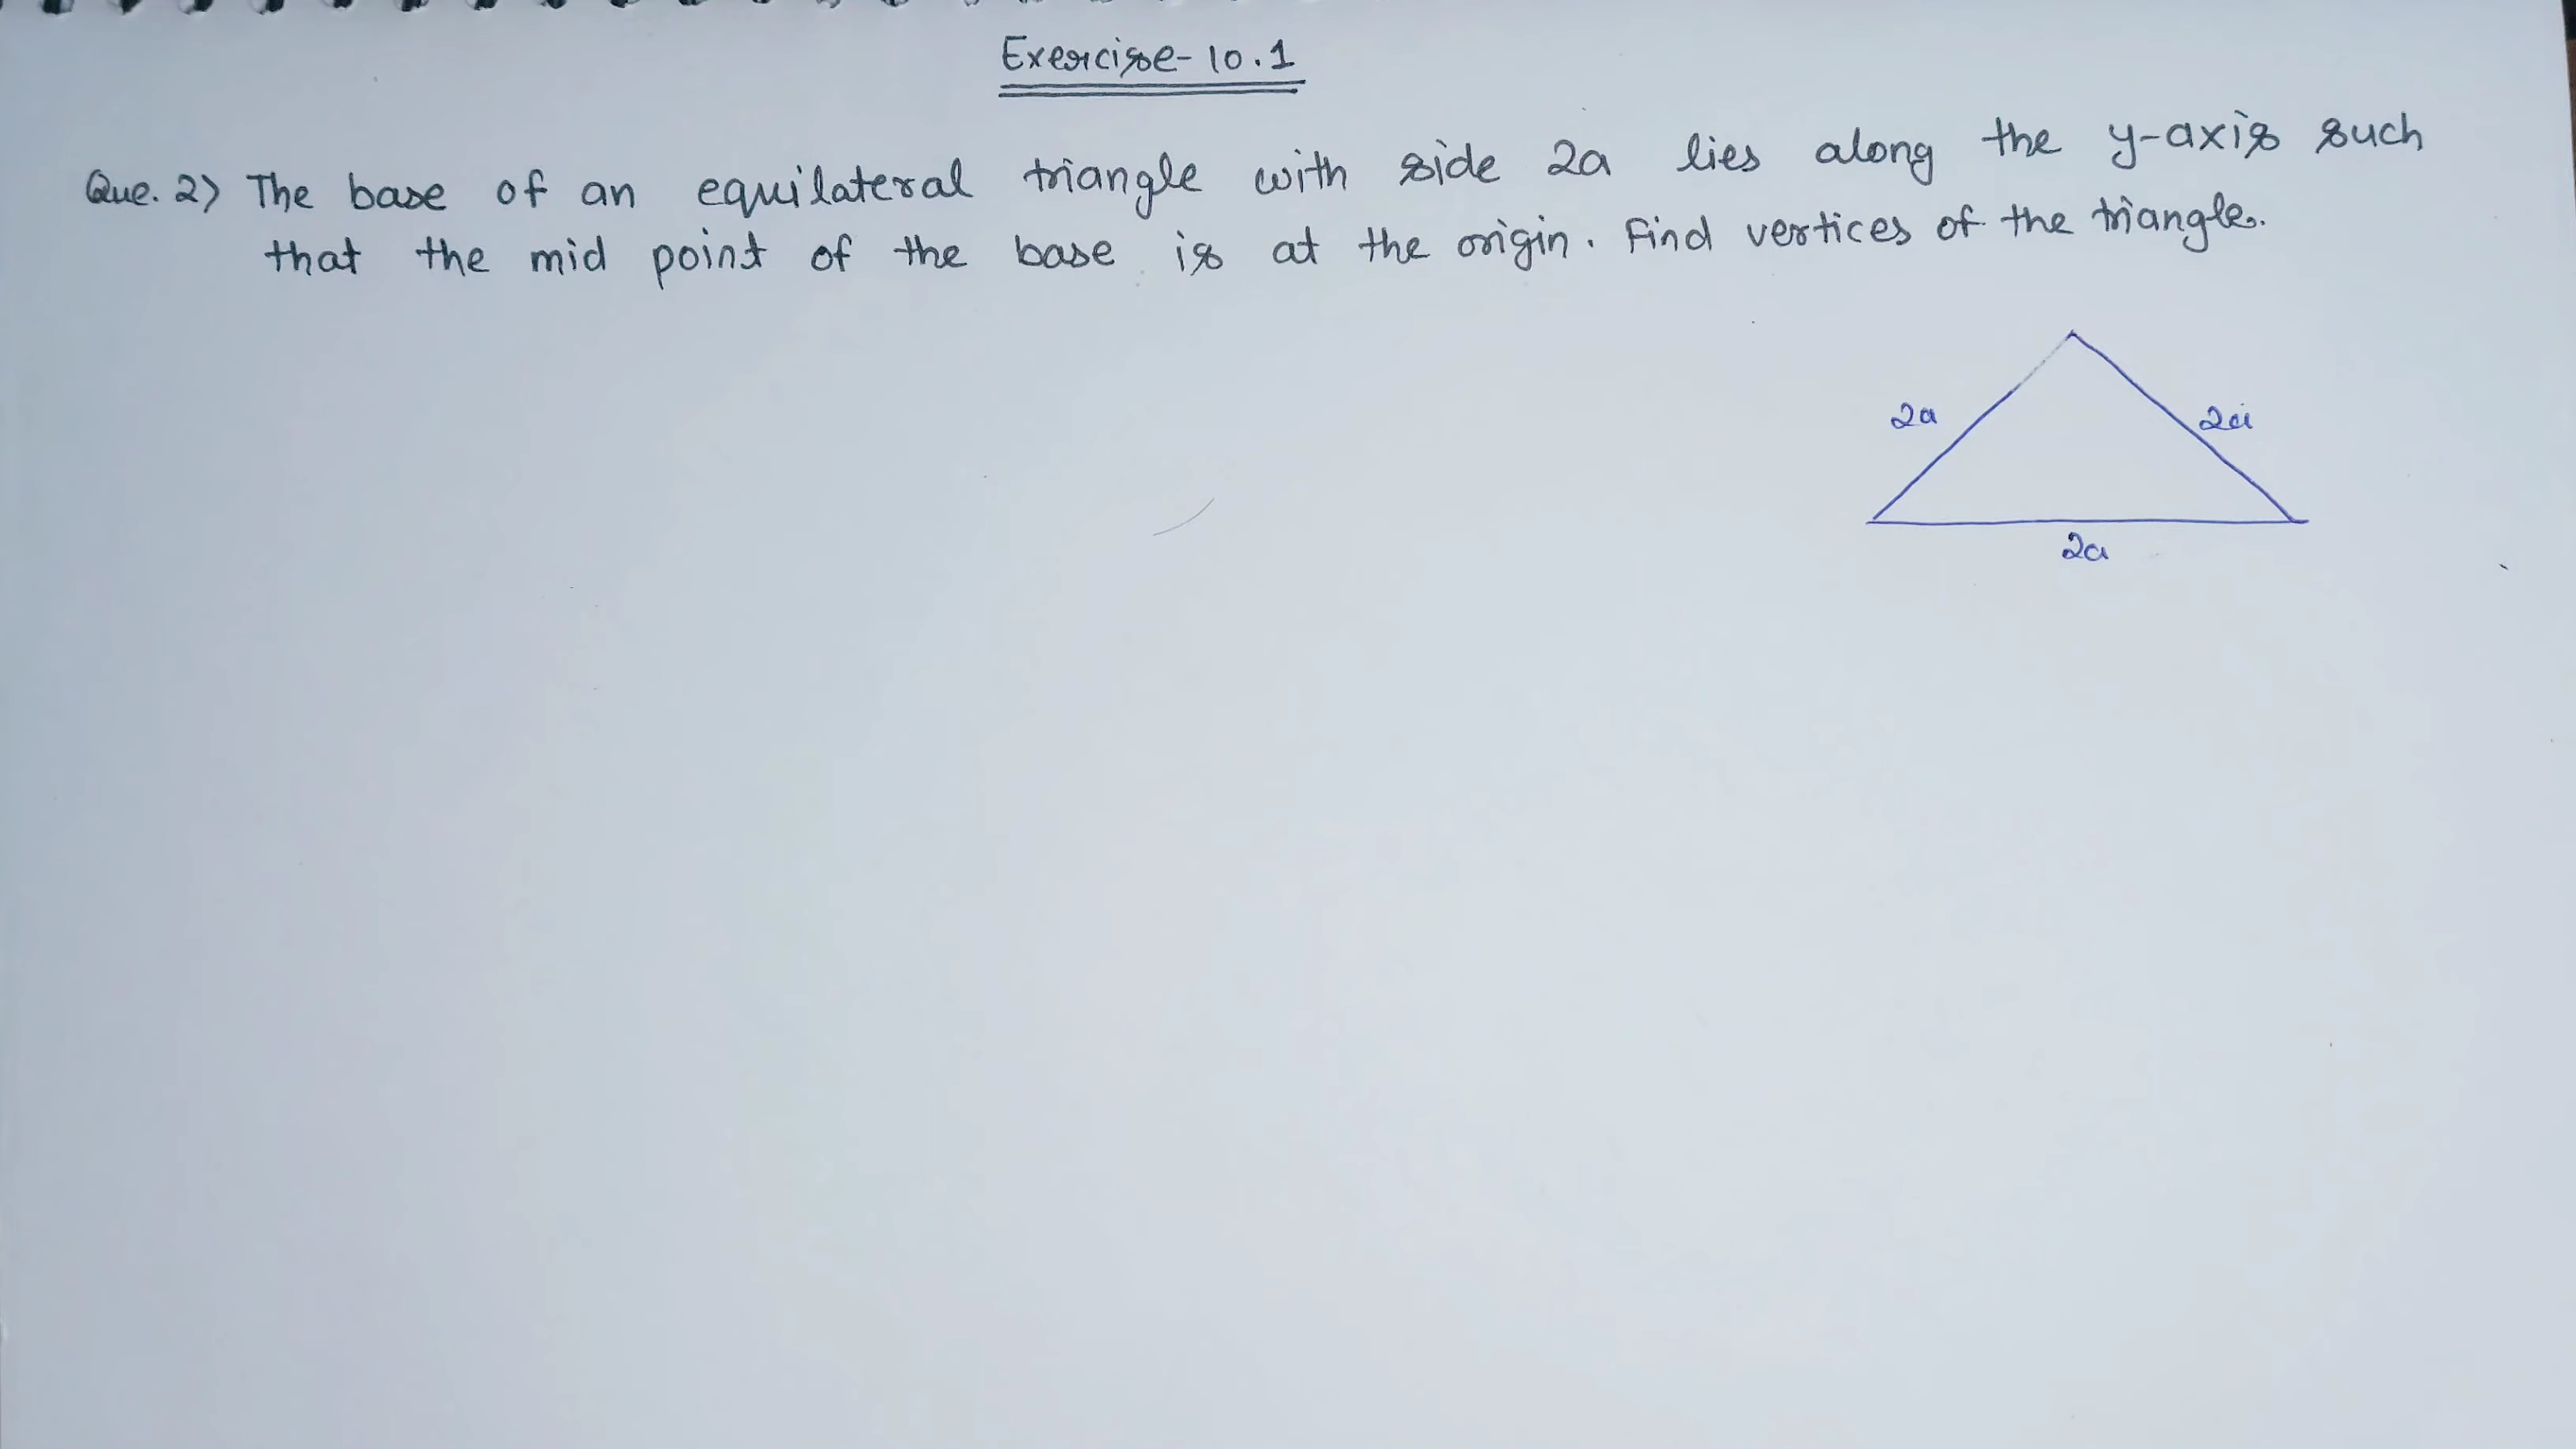 Exercise-10.1
Que. 2) The base of an equilateral triangle with side 2a lies along the y-axis such
that the mid point of the base is at the origin. Find vertices of the triangle.
2a 2a
2a